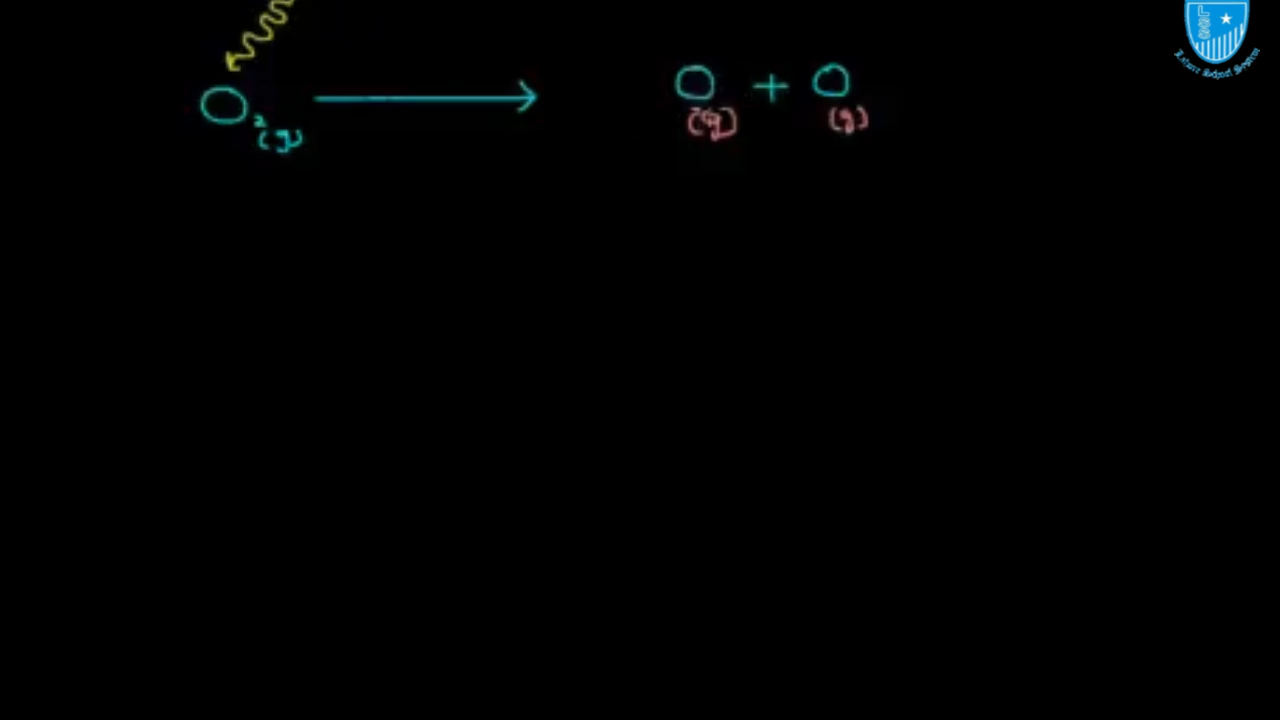 O₂(g) → O(g) + O(g)